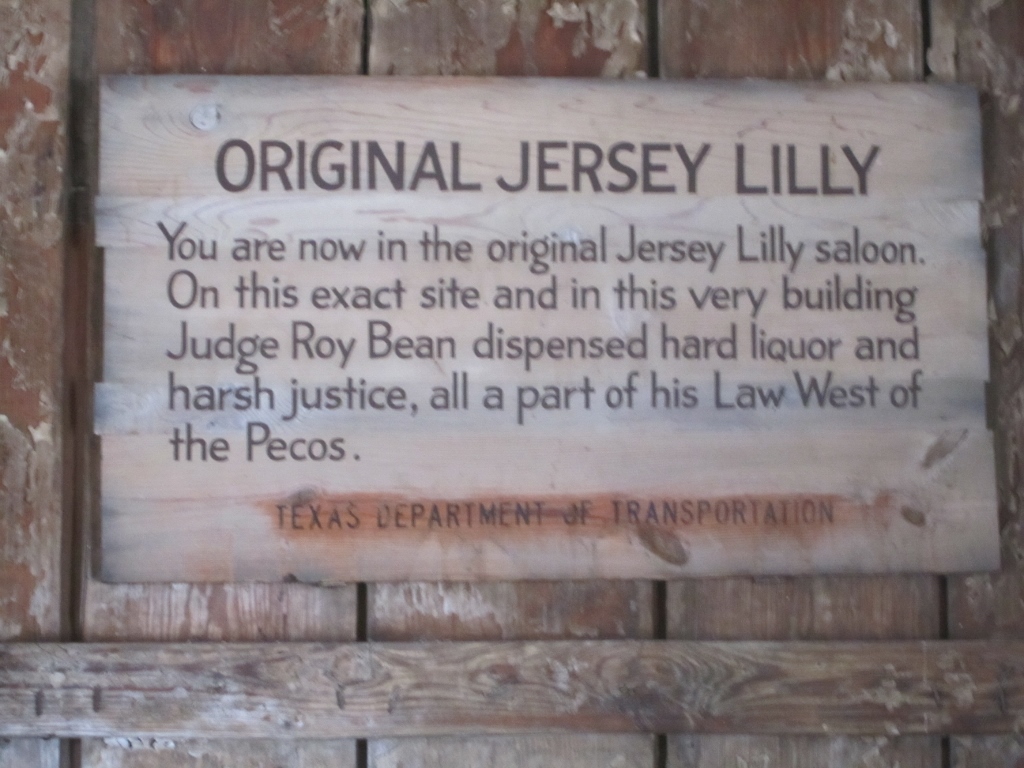 ORIGINAL JERSEY LILLY
You are now in the original Jersey Lilly saloon.
On this exact site and in this very building
Judge Roy Bean dispensed hard liquor and
harsh justice, all a part of his Law West of
the Pecos.
TEXAS DEPARTMENT OF TRANSPORTATION